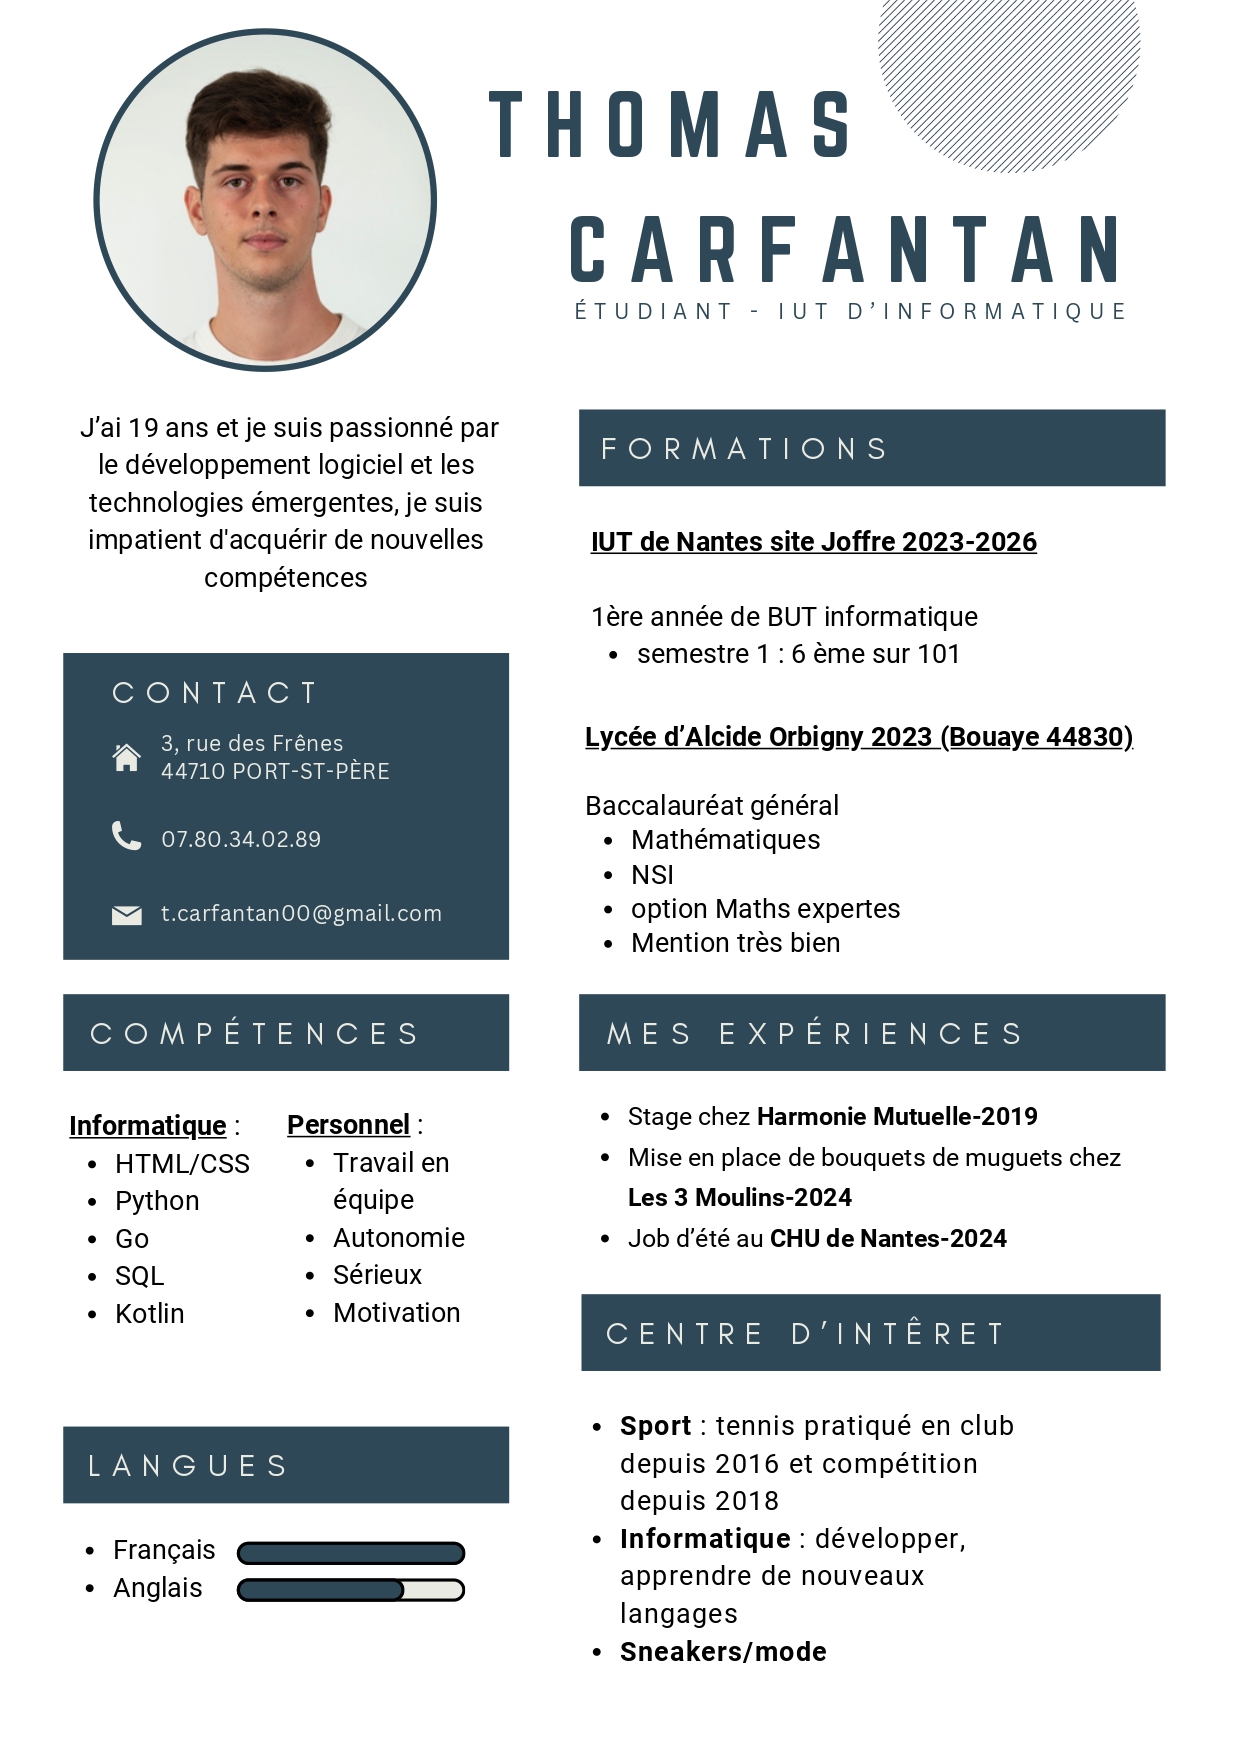 THOMAS
CARFANTAN
ÉTUDIANT - IUT D’INFORMATIQUE
J’ai 19 ans et je suis passionné par
le développement logiciel et les
technologies émergentes, je suis
impatient d'acquérir de nouvelles
compétences
CONTACT
3, rue des Frênes
44710 PORT-ST-PÈRE
07.80.34.02.89
t.carfantan00@gmail.com
COMPÉTENCES
Informatique :
• HTML/CSS
• Python
• Go
• SQL
• Kotlin
Personnel :
• Travail en
équipe
• Autonomie
• Sérieux
• Motivation
LANGUES
• Français
• Anglais
FORMATIONS
IUT de Nantes site Joffre 2023-2026
1ère année de BUT informatique
• semestre 1 : 6 ème sur 101
Lycée d’Alcide Orbigny 2023 (Bouaye 44830)
Baccalauréat général
• Mathématiques
• NSI
• option Maths expertes
• Mention très bien
MES EXPÉRIENCES
• Stage chez Harmonie Mutuelle-2019
• Mise en place de bouquets de muguets chez
Les 3 Moulins-2024
• Job d’été au CHU de Nantes-2024
CENTRE D’INTÊRET
• Sport : tennis pratiqué en club
depuis 2016 et compétition
depuis 2018
• Informatique : développer,
apprendre de nouveaux
langages
• Sneakers/mode